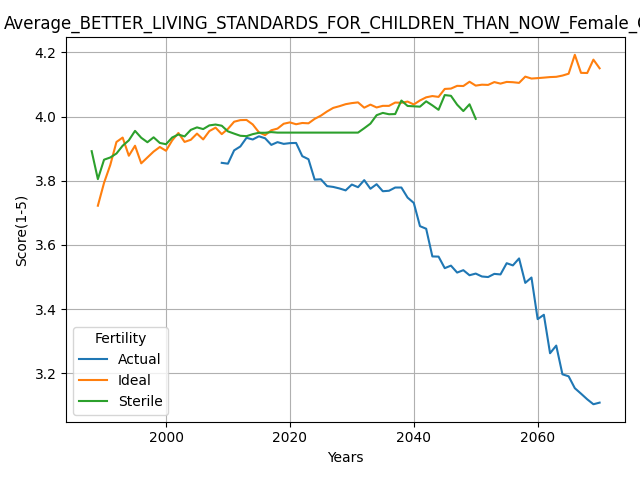 Average_BETTER_LIVING_STANDARDS_FOR_CHILDREN_THAN_NOW_Female_
4.2
4.0
3.8
3.6
3.4
3.2
Score(1-5)
Fertility
Actual
Ideal
Sterile
2000
2020
2040
2060
Years